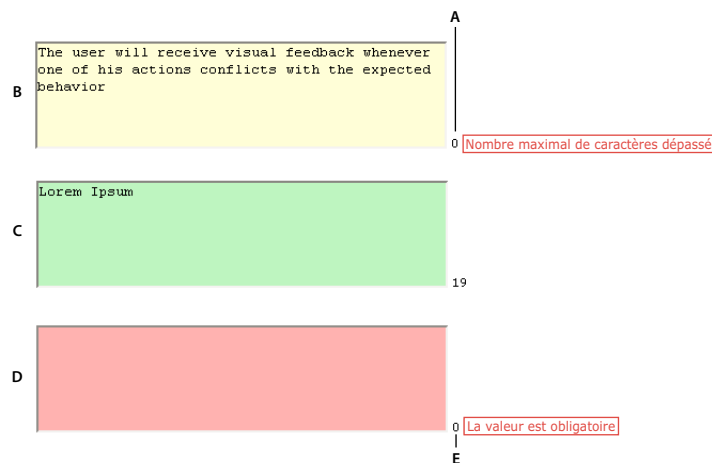 A
B
The user will receive visual feedback whenever
one of his actions conflicts with the expected
behavior
0 Nombre maximal de caractères dépassé
C
Lorem Ipsum
19
D
0 La valeur est obligatoire
E